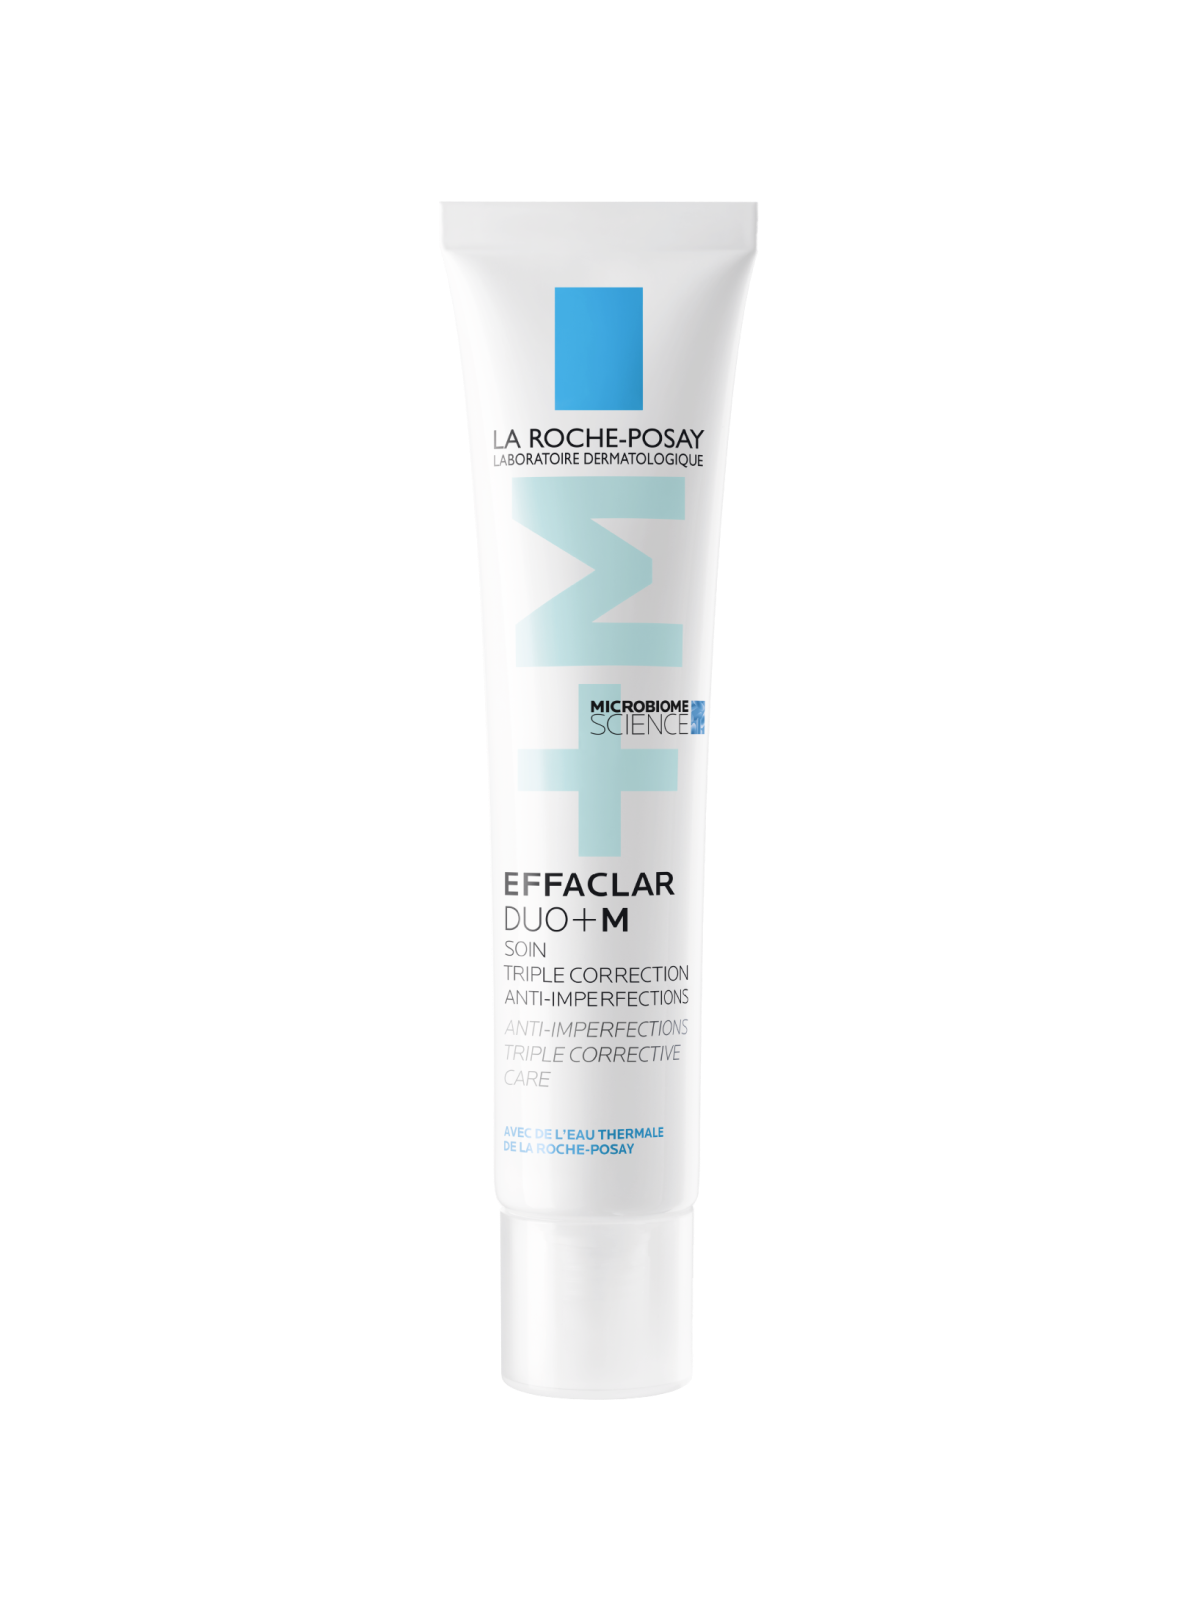 LA ROCHE-POSAY
LABORATOIRE DERMATOLOGIQUE
+M
MICROBIOME
SCIENCE
EFFACLAR
DUO+M
SOIN
TRIPLE CORRECTION
ANTI-IMPERFECTIONS
ANTI-IMPERFECTIONS
TRIPLE CORRECTIVE
CARE
AVEC DE L'EAU THERMALE
DE LA ROCHE-POSAY